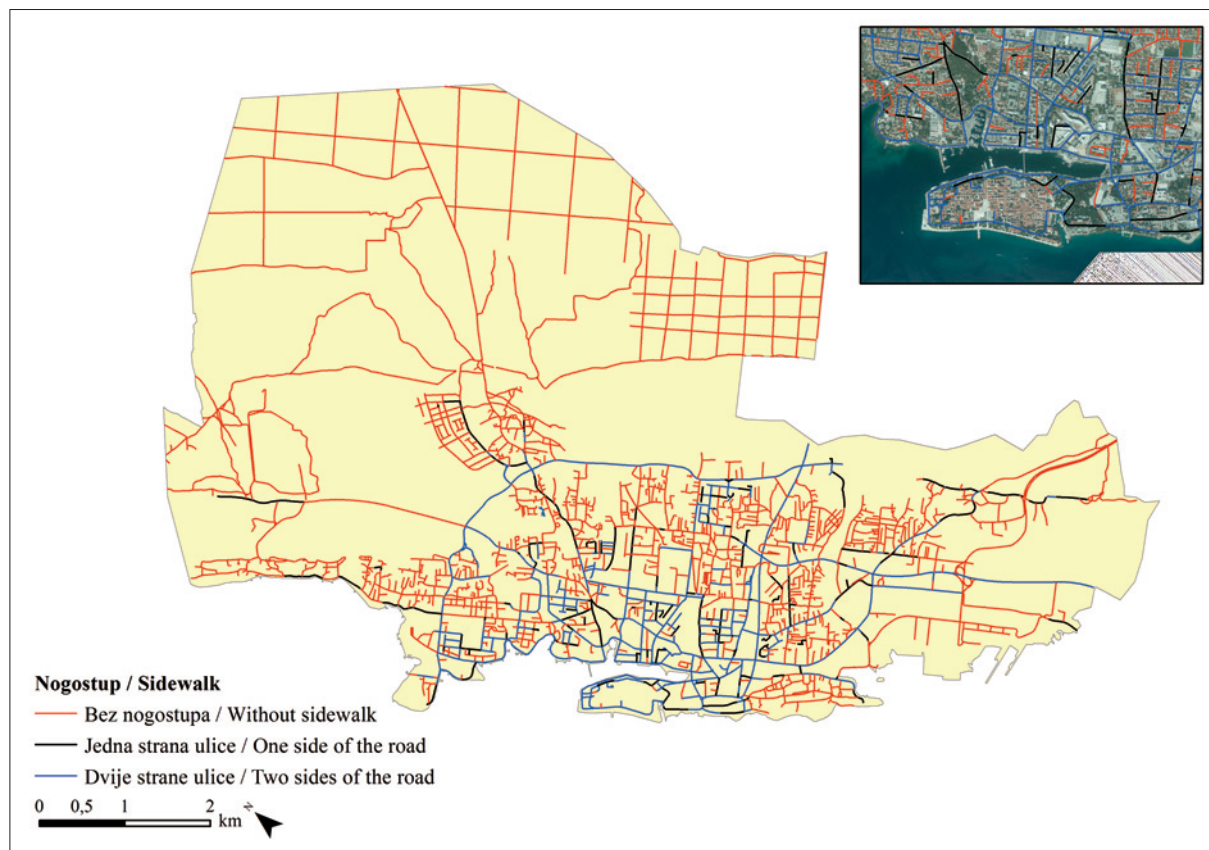 Nogostup / Sidewalk
Bez nogostupa / Without sidewalk
Jedna strana ulice / One side of the road
Dvije strane ulice / Two sides of the road
0 0,5 1 2
km
N